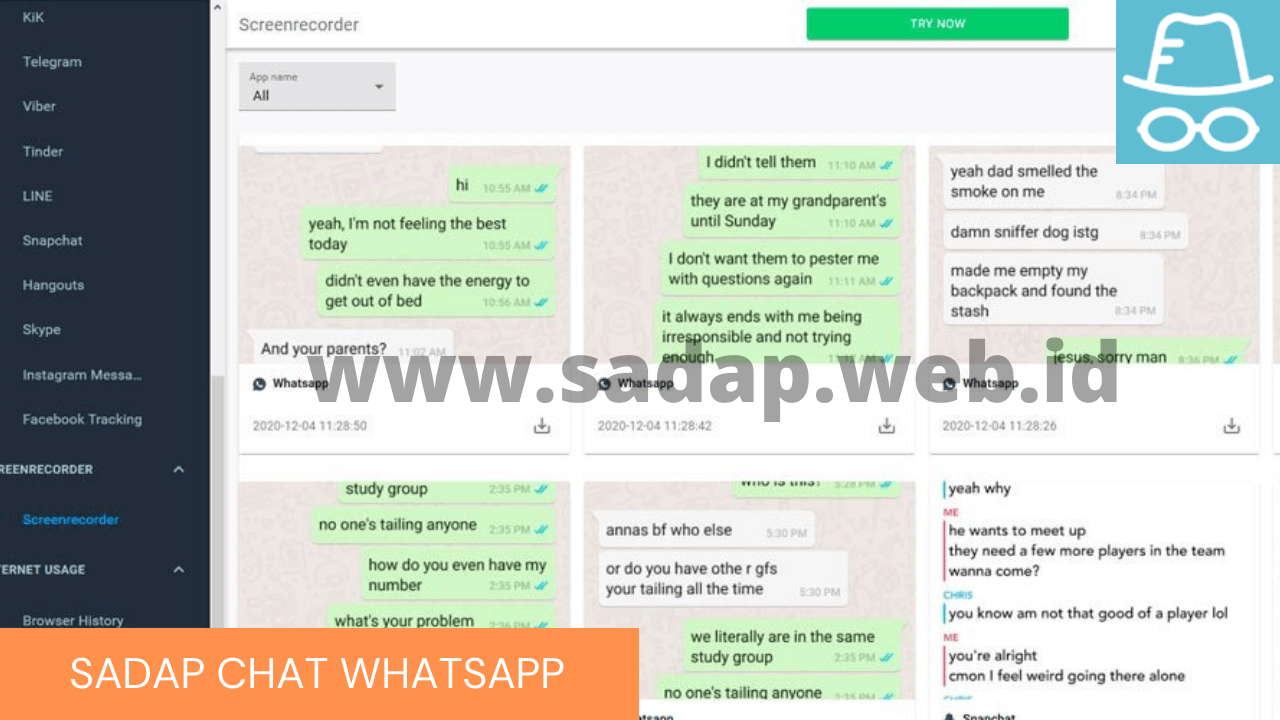 KiK
Telegram
Viber
Tinder
LINE
Snapchat
Hangouts
Skype
Instagram Messa...
Facebook Tracking
REENRECORDER
Screenrecorder
TERNET USAGE
Browser History
Screenrecorder
TRY NOW
App name
All
hi 10:55 AM
yeah, I'm not feeling the best
today 10:55 AM
didn't even have the energy to
get out of bed 10:56 AM
And your parents? 11:02 AM
Whatsapp
2020-12-04 11:28:50
I didn't tell them 11:10 AM
they are at my grandparent's
until Sunday 11:10 AM
I don't want them to pester me
with questions again 11:11 AM
it always ends with me being
irresponsible and not trying
enough
Whatsapp
2020-12-04 11:28:42
yeah dad smelled the
smoke on me 8:34 PM
damn sniffer dog istg 8:34 PM
made me empty my
backpack and found the
stash 8:34 PM
jesus, sorry man 8:36 PM
Whatsapp
2020-12-04 11:28:26
www.sadap.web.id
study group 2:35 PM
no one's tailing anyone 2:35 PM
how do you even have my
number 2:35 PM
what's your problem 2:36 PM
who is this? 5:28 PM
annas bf who else 5:30 PM
or do you have othe r gfs
your tailing all the time 5:30 PM
we literally are in the same
study group 2:35 PM
no one's tailing anyone 2:35 PM
tsapp
yeah why
ME
he wants to meet up
they need a few more players in the team
wanna come?
CHRIS
you know am not that good of a player lol
ME
you're alright
cmon I feel weird going there alone
CHRIS
Snapchat
SADAP CHAT WHATSAPP